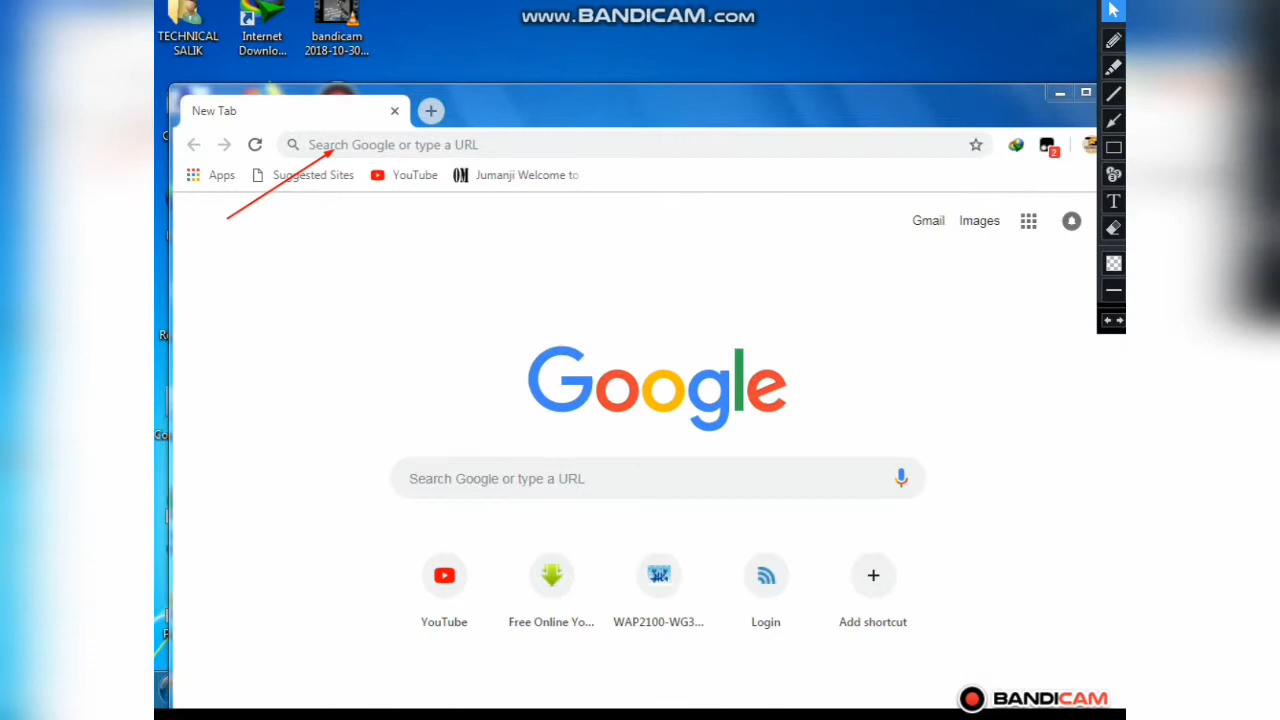 www.BANDICAM.com
TECHNICAL
SALIK
Internet
Downlo...
bandicam
2018-10-30...
New Tab
Search Google or type a URL
2
Apps
Suggested Sites
YouTube
OM
Jumanji Welcome to
T
Gmail
Images
Google
Search Google or type a URL
YouTube
Free Online Yo...
WAP2100-WG3...
Login
Add shortcut
BANDICAM